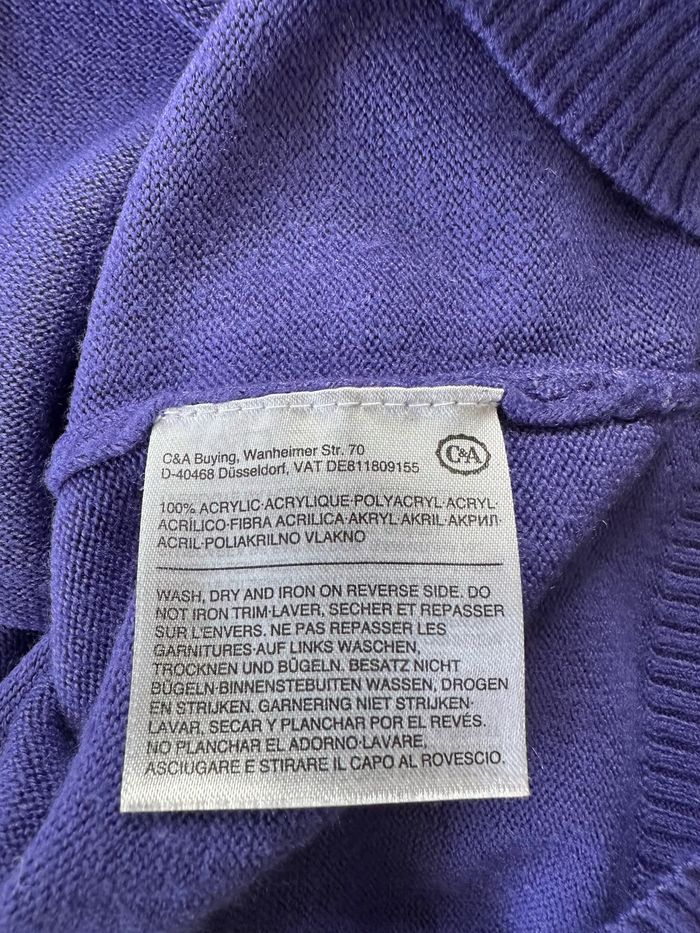 C&A Buying, Wanheimer Str. 70
D-40468 Düsseldorf, VAT DE811809155
C&A
100% ACRYLIC·ACRYLIQUE·POLYACRYL·ACRYL·
ACRÍLICO·FIBRA ACRILICA·AKRYL·AKRIL·АКРИЛ·
ACRIL·POLIAKRILNO VLAKNO
WASH, DRY AND IRON ON REVERSE SIDE. DO
NOT IRON TRIM·LAVER, SECHER ET REPASSER
SUR L'ENVERS. NE PAS REPASSER LES
GARNITURES·AUF LINKS WASCHEN,
TROCKNEN UND BÜGELN. BESATZ NICHT
BÜGELN·BINNENSTEBUITEN WASSEN, DROGEN
EN STRIJKEN. GARNERING NIET STRIJKEN·
LAVAR, SECAR Y PLANCHAR POR EL REVÉS.
NO PLANCHAR EL ADORNO·LAVARE,
ASCIUGARE E STIRARE IL CAPO AL ROVESCIO.